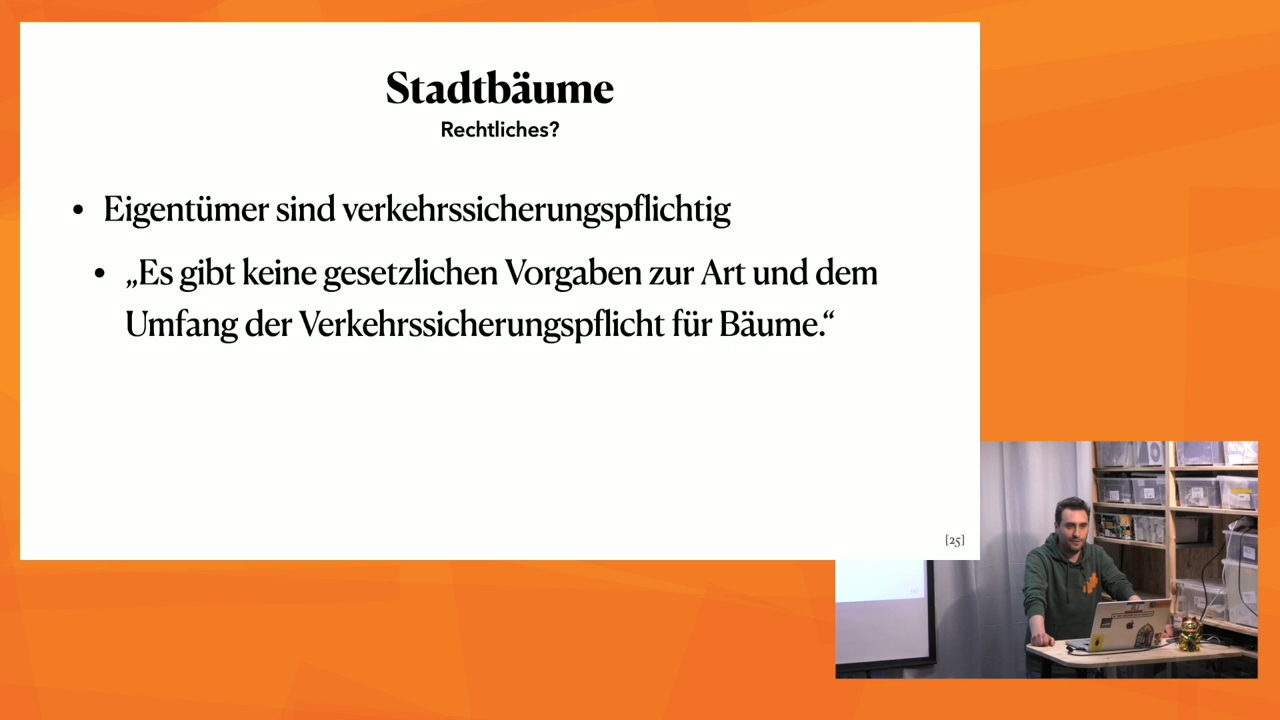 Stadtbäume
Rechtliches?
• Eigentümer sind verkehrssicherungspflichtig
• „Es gibt keine gesetzlichen Vorgaben zur Art und dem
Umfang der Verkehrssicherungspflicht für Bäume.“
[25]